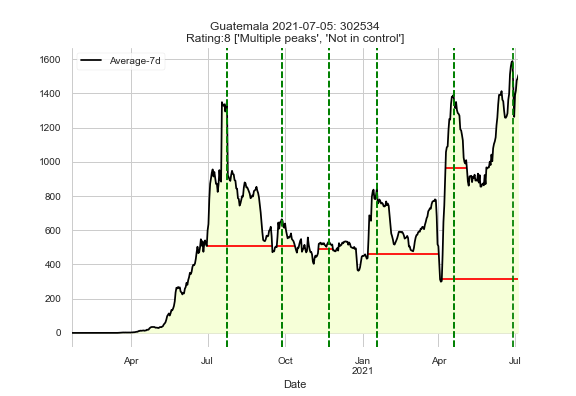 Guatemala 2021-07-05: 302534
Rating:8 ['Multiple peaks', 'Not in control']
Average-7d
1600
1400
1200
1000
800
600
400
200
0
Apr
Jul
Oct
Jan
2021
Apr
Jul
Date